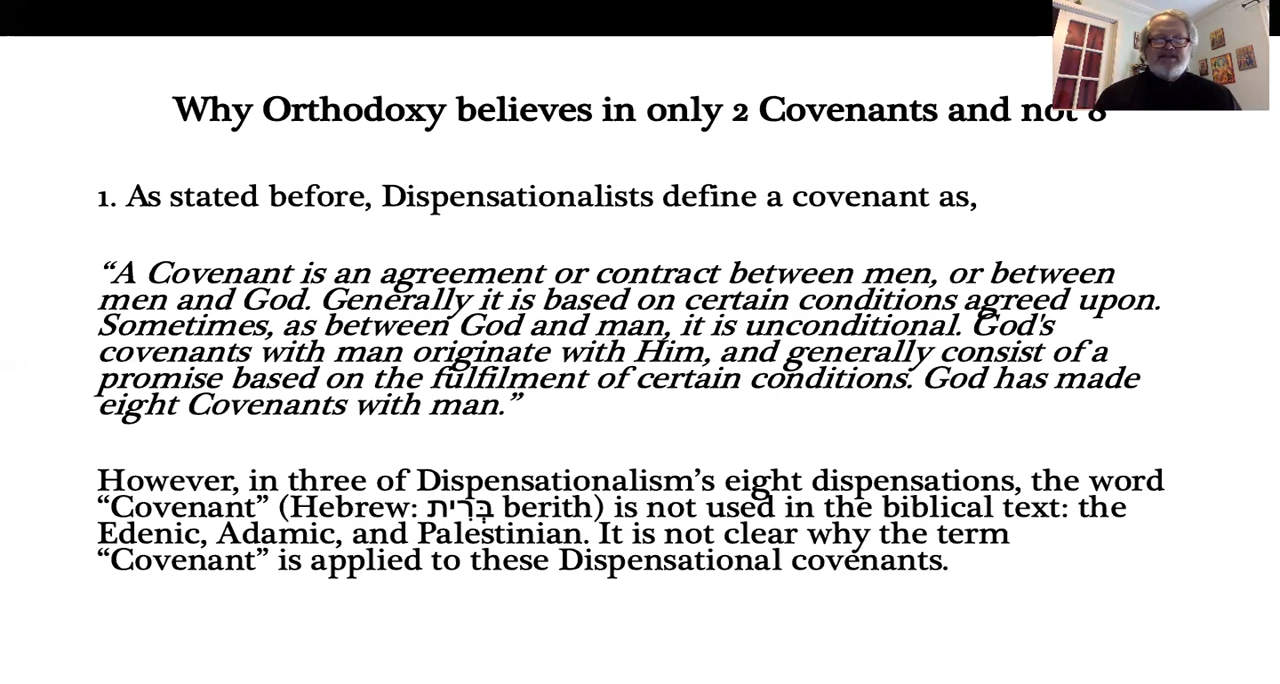 Why Orthodoxy believes in only 2 Covenants and not 8
1. As stated before, Dispensationalists define a covenant as,
“A Covenant is an agreement or contract between men, or between
men and God. Generally it is based on certain conditions agreed upon.
Sometimes, as between God and man, it is unconditional. God's
covenants with man originate with Him, and generally consist of a
promise based on the fulfilment of certain conditions. God has made
eight Covenants with man.”
However, in three of Dispensationalism’s eight dispensations, the word
“Covenant” (Hebrew: בְּרִית berith) is not used in the biblical text: the
Edenic, Adamic, and Palestinian. It is not clear why the term
“Covenant” is applied to these Dispensational covenants.